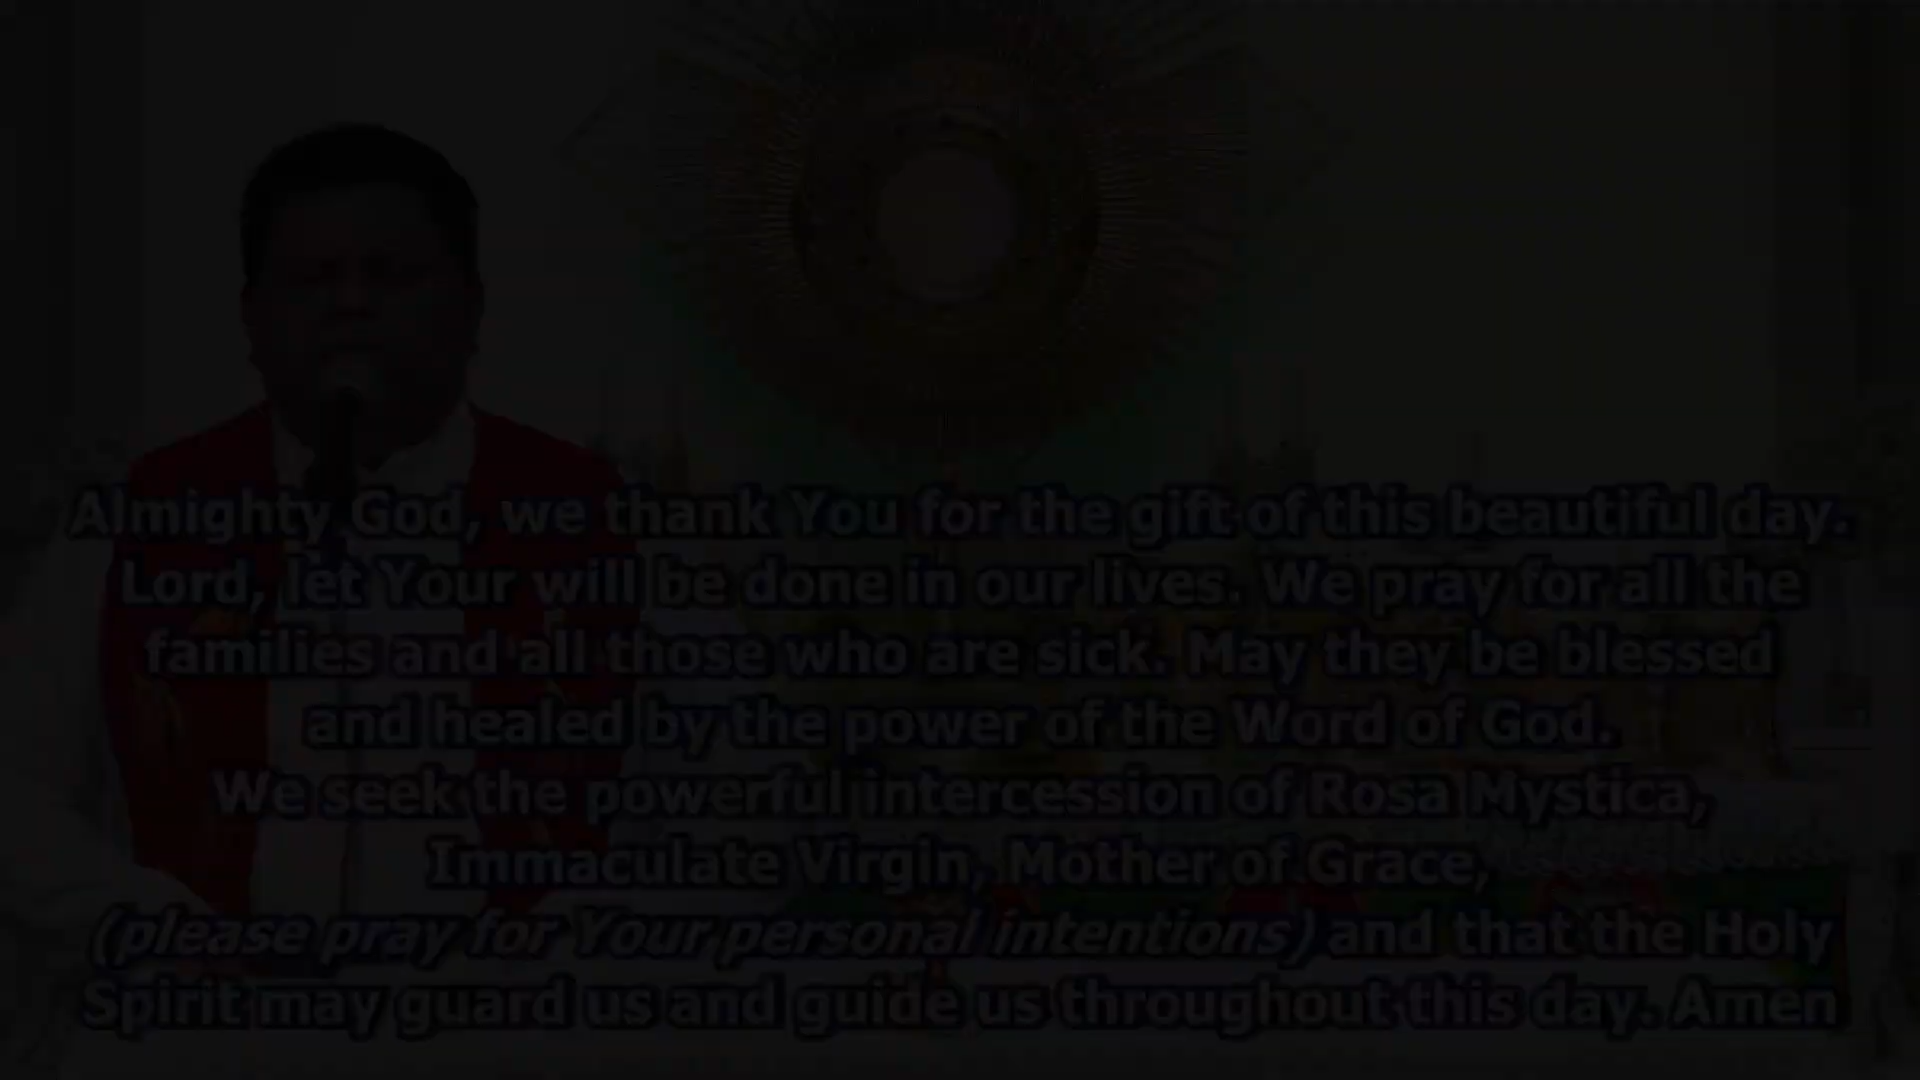 Almighty God, we thank You for the gift of this beautiful day.
Lord, let Your will be done in our lives. We pray for all the
families and all those who are sick. May they be blessed
and healed by the power of the Word of God.
We seek the powerful intercession of Rosa Mystica,
Immaculate Virgin, Mother of Grace,
(please pray for Your personal intentions) and that the Holy
Spirit may guard us and guide us throughout this day. Amen